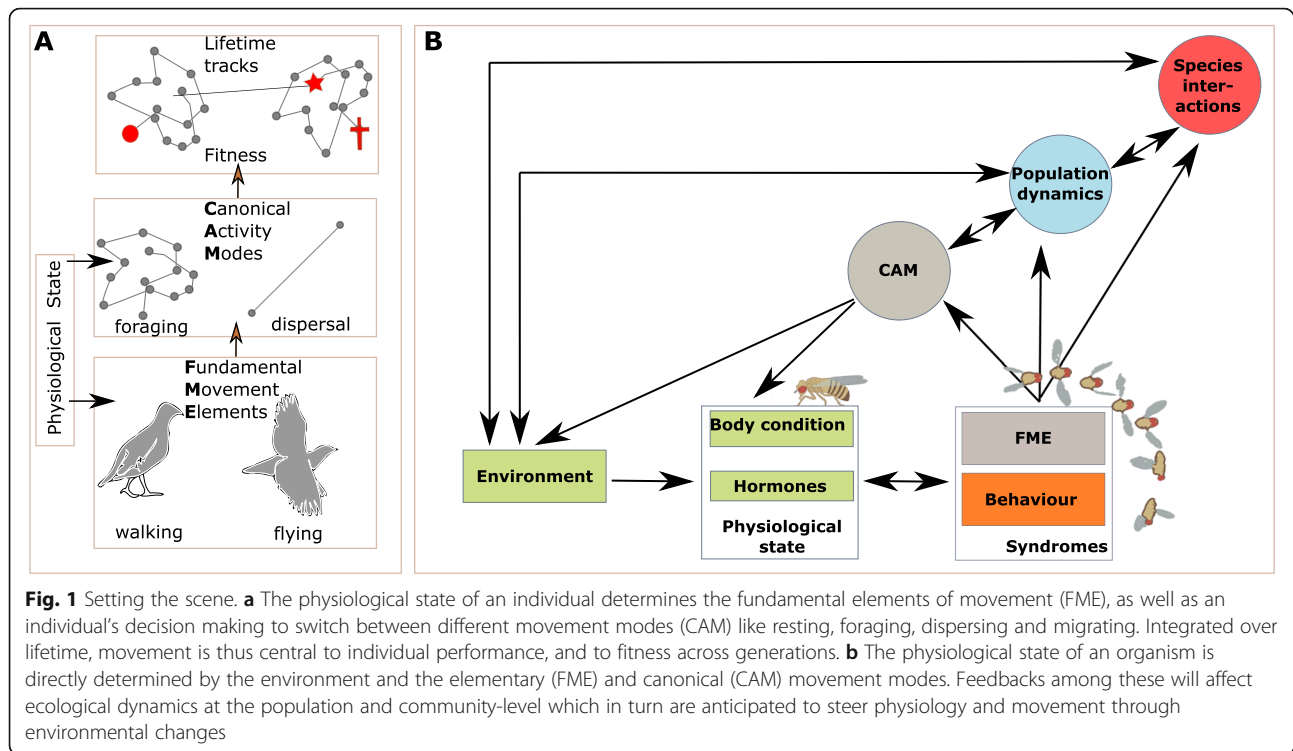 A
Lifetime
tracks
Fitness
Canonical
Activity
Modes
foraging
dispersal
Physiological State
Fundamental
Movement
Elements
walking
flying
B
Species
inter-
actions
Population
dynamics
CAM
Environment
Body condition
Hormones
Physiological
state
FME
Behaviour
Syndromes
Fig. 1 Setting the scene. a The physiological state of an individual determines the fundamental elements of movement (FME), as well as an
individual's decision making to switch between different movement modes (CAM) like resting, foraging, dispersing and migrating. Integrated over
lifetime, movement is thus central to individual performance, and to fitness across generations. b The physiological state of an organism is
directly determined by the environment and the elementary (FME) and canonical (CAM) movement modes. Feedbacks among these will affect
ecological dynamics at the population and community-level which in turn are anticipated to steer physiology and movement through
environmental changes